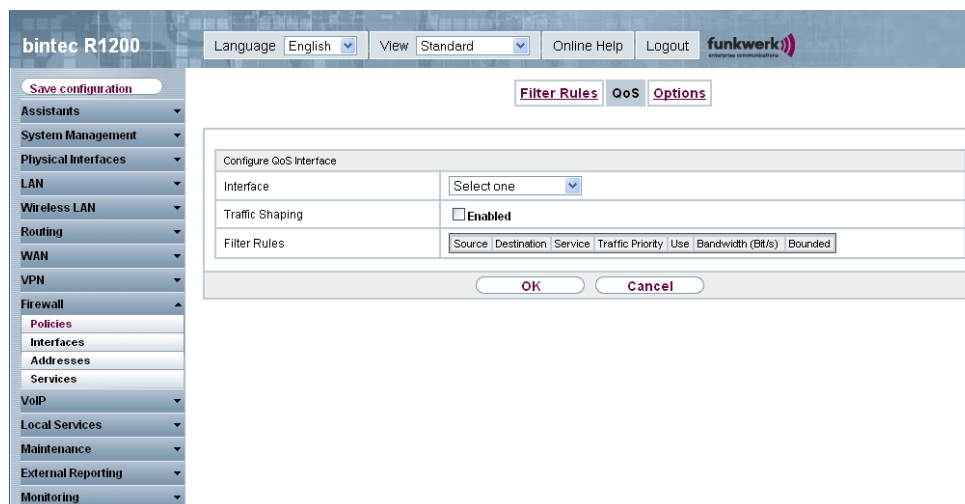 bintec R1200
Language English View Standard Online Help Logout funkwerk
enterprise communications
Save configuration
Assistants
System Management
Physical Interfaces
LAN
Wireless LAN
Routing
WAN
VPN
Firewall
Policies
Interfaces
Addresses
Services
VoIP
Local Services
Maintenance
External Reporting
Monitoring
Filter Rules QoS Options
Configure QoS Interface
Interface Select one
Traffic Shaping Enabled
Filter Rules Source Destination Service Traffic Priority Use Bandwidth (Bit/s) Bounded
OK Cancel